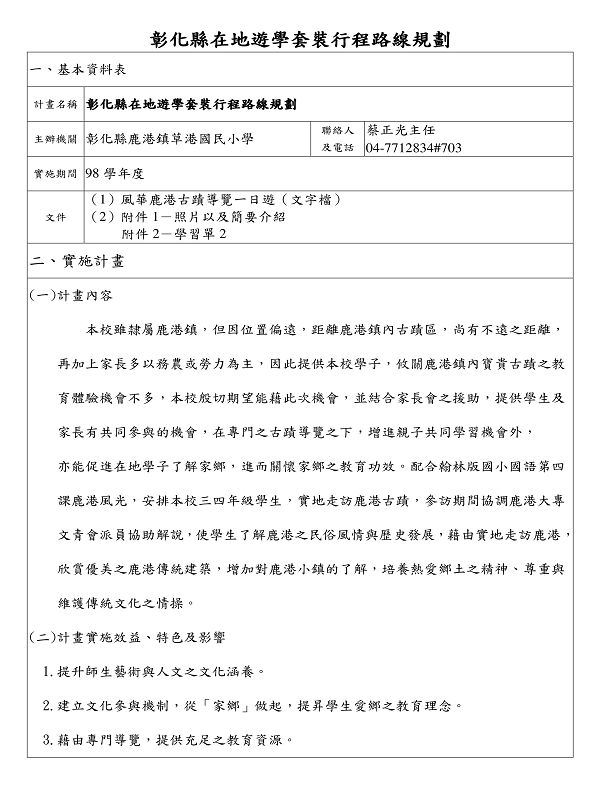 彰化縣在地遊學套裝行程路線規劃
一、基本資料表
計畫名稱 彰化縣在地遊學套裝行程路線規劃
主辦機關 彰化縣鹿港鎮草港國民小學 聯絡人及電話 蔡正光主任 04-7712834#703
實施期間 98 學年度
文件 (1)風華鹿港古蹟導覽一日遊(文字檔)
(2)附件 1－照片以及簡要介紹
附件 2－學習單 2
二、實施計畫
(一)計畫內容
本校雖隸屬鹿港鎮，但因位置偏遠，距離鹿港鎮內古蹟區，尚有不遠之距離，
再加上家長多以務農或勞力為主，因此提供本校學子，攸關鹿港鎮內寶貴古蹟之教
育體驗機會不多，本校殷切期望能藉此次機會，並結合家長會之援助，提供學生及
家長有共同參與的機會，在專門之古蹟導覽之下，增進親子共同學習機會外，
亦能促進在地學子了解家鄉，進而關懷家鄉之教育功效。配合翰林版國小國語第四
課鹿港風光，安排本校三四年級學生，實地走訪鹿港古蹟，參訪期間協調鹿港大專
文青會派員協助解說，使學生了解鹿港之民俗風情與歷史發展，藉由實地走訪鹿港，
欣賞優美之鹿港傳統建築，增加對鹿港小鎮的了解，培養熱愛鄉土之精神、尊重與
維護傳統文化之情操。
(二)計畫實施效益、特色及影響
1. 提升師生藝術與人文之文化涵養。
2. 建立文化參與機制，從「家鄉」做起，提昇學生愛鄉之教育理念。
3. 藉由專門導覽，提供充足之教育資源。